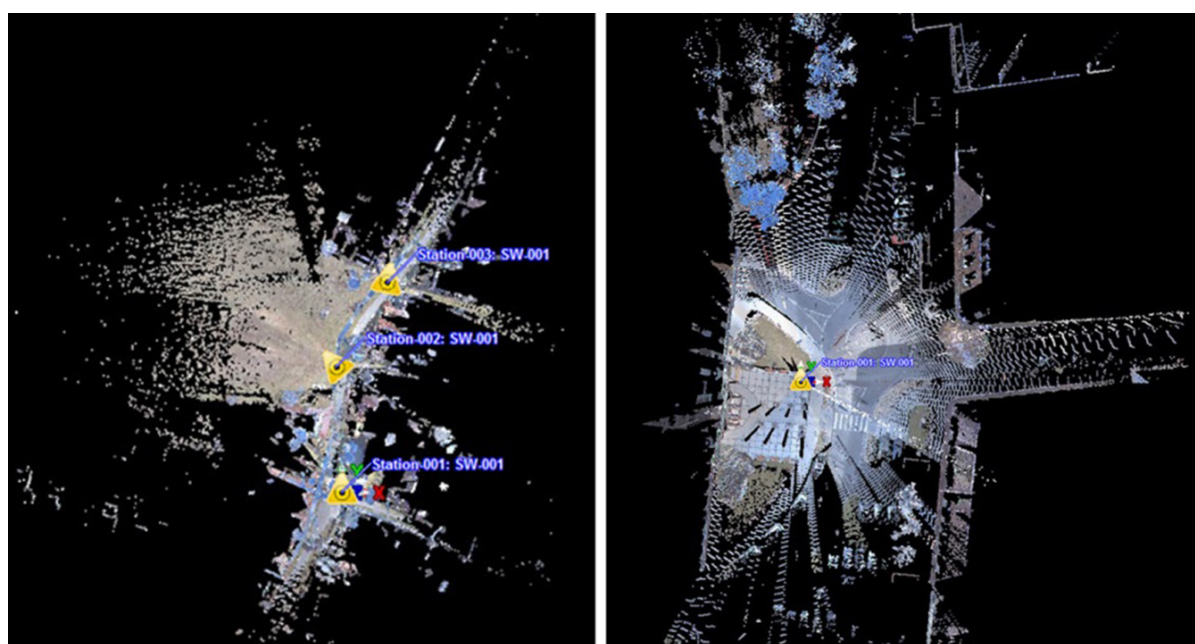 Station-003: SW-001
Station-002: SW-001
Station-001: SW-001
Y
X
Station-001: SW-001
Y
X